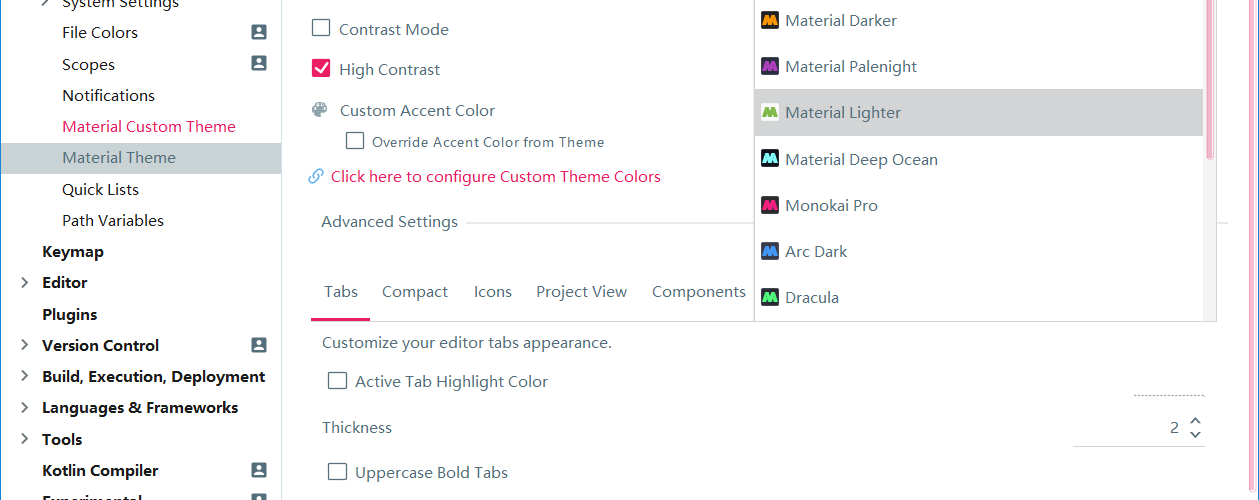 System Settings
File Colors
Scopes
Notifications
Material Custom Theme
Material Theme
Quick Lists
Path Variables
Keymap
Editor
Plugins
Version Control
Build, Execution, Deployment
Languages & Frameworks
Tools
Kotlin Compiler
Experimental
Contrast Mode
High Contrast
Custom Accent Color
Override Accent Color from Theme
Click here to configure Custom Theme Colors
Advanced Settings
Tabs Compact Icons Project View Components
Customize your editor tabs appearance.
Active Tab Highlight Color
Thickness 2
Uppercase Bold Tabs
Material Darker
Material Palenight
Material Lighter
Material Deep Ocean
Monokai Pro
Arc Dark
Dracula